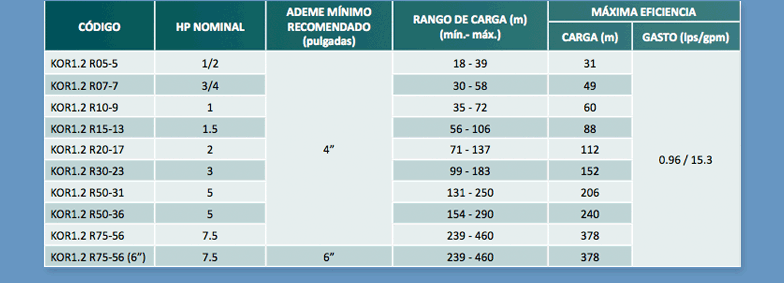 CÓDIGO HP NOMINAL ADEME MÍNIMO RECOMENDADO (pulgadas) RANGO DE CARGA (m) (mín.- máx.) MÁXIMA EFICIENCIA
CARGA (m) GASTO (lps/gpm)
KOR1.2 R05-5 1/2 18 - 39 31
KOR1.2 R07-7 3/4 30 - 58 49
KOR1.2 R10-9 1 35 - 72 60
KOR1.2 R15-13 1.5 56 - 106 88
KOR1.2 R20-17 2 4” 71 - 137 112 0.96 / 15.3
KOR1.2 R30-23 3 99 - 183 152
KOR1.2 R50-31 5 131 - 250 206
KOR1.2 R50-36 5 154 - 290 240
KOR1.2 R75-56 7.5 239 - 460 378
KOR1.2 R75-56 (6”) 7.5 6” 239 - 460 378